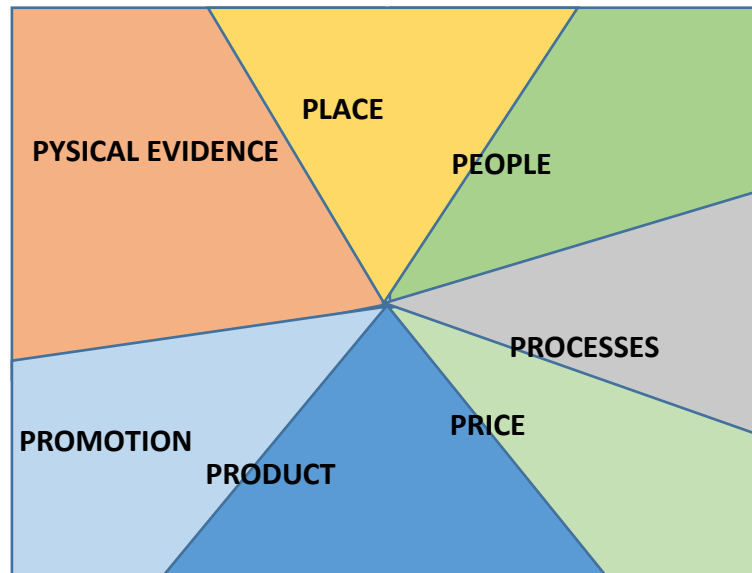 PLACE
PYSICAL EVIDENCE
PEOPLE
PROCESSES
PRICE
PROMOTION
PRODUCT